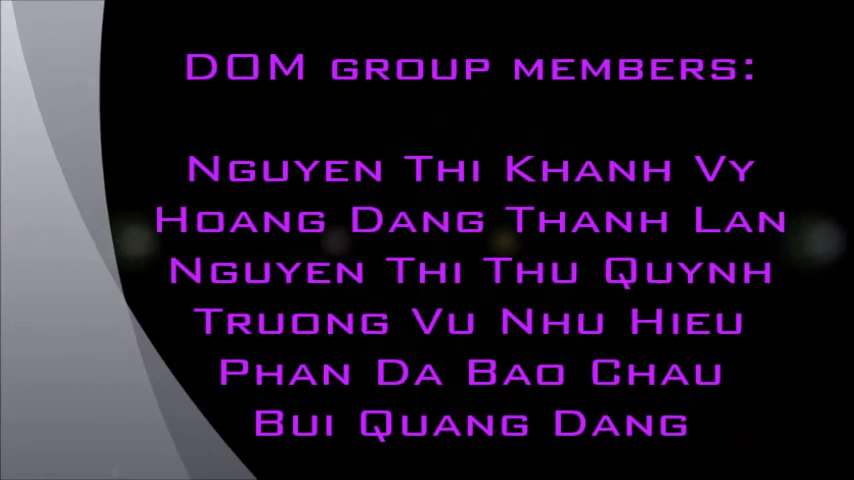 DOM GROUP MEMBERS:
NGUYEN THI KHANH VY
HOANG DANG THANH LAN
NGUYEN THI THU QUYNH
TRUONG VU NHU HIEU
PHAN DA BAO CHAU
BUI QUANG DANG